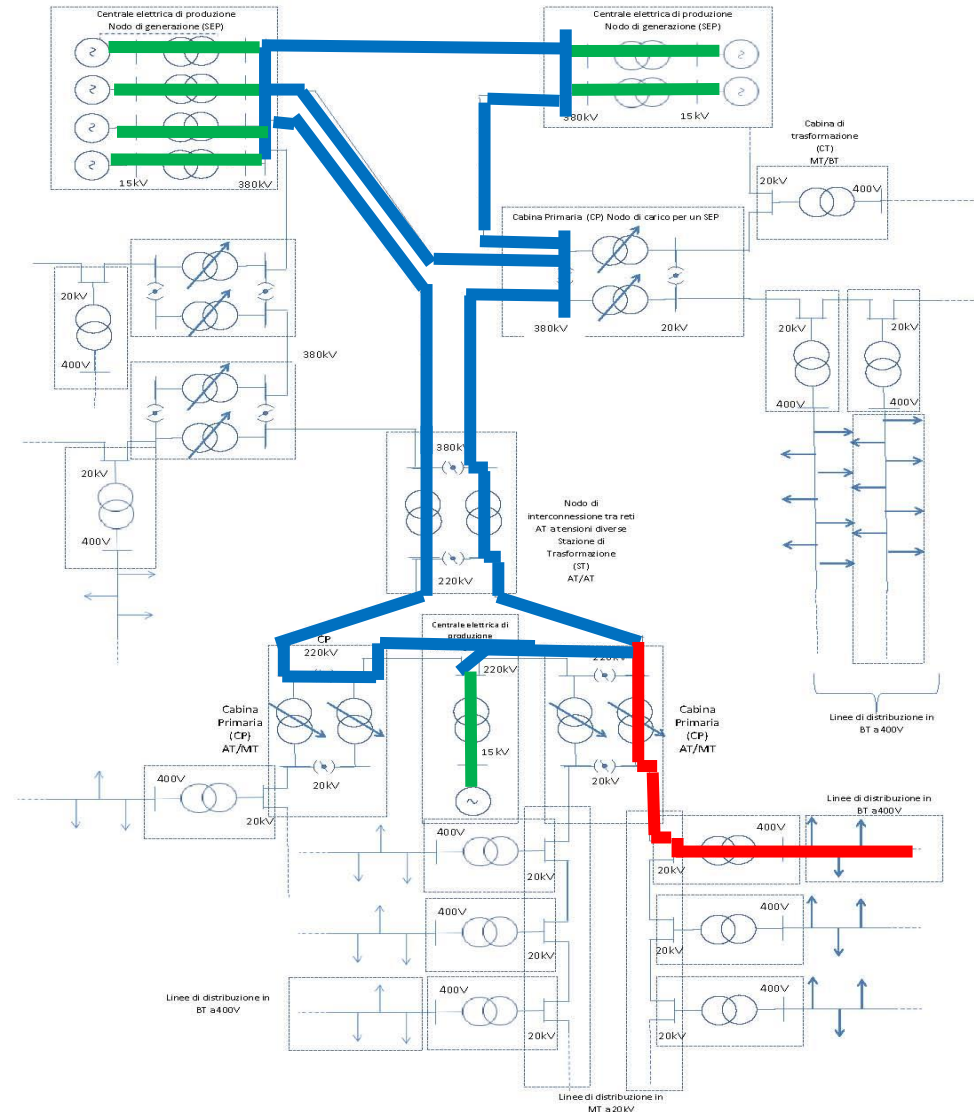 Centrale elettrica di produzione
Nodo di generazione (SEP)
~
~
~
~
15kV
380kV
Centrale elettrica di produzione
Nodo di generazione (SEP)
~
~
380kV
15kV
Cabina di
trasformazione
(CT)
MT/BT
20kV
400V
Cabina Primaria (CP) Nodo di carico per un SEP
380kV
20kV
20kV
400V
380kV
20kV
400V
20kV
400V
20kV
400V
380kV
220kV
Nodo di
interconnessione tra reti
AT a tensioni diverse
Stazione di
Trasformazione
(ST)
AT/AT
Linee di distribuzione in
BT a 400V
CP
220kV
Cabina
Primaria
(CP)
AT/MT
20kV
Centrale elettrica di
produzione
220kV
15kV
~
220kV
Cabina
Primaria
(CP)
AT/MT
20kV
400V
20kV
400V
20kV
400V
20kV
400V
20kV
Linee di distribuzione in
BT a400V
400V
20kV
Linee di distribuzione in
BT a400V
400V
20kV
400V
20kV
Linee di distribuzione in
MT a 20kV